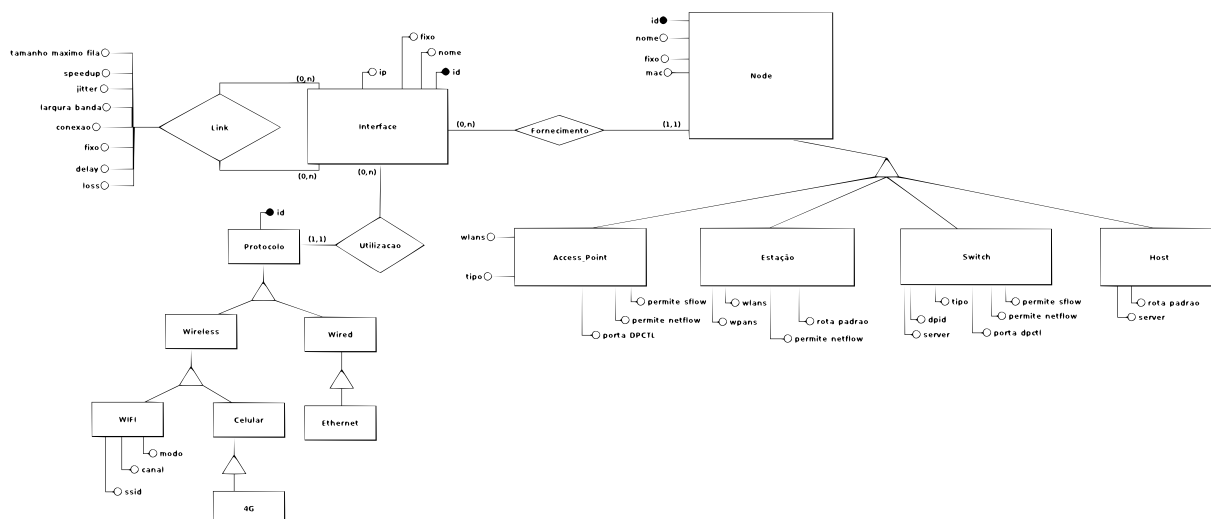 id
nome
fixo
mac
Node
tamanho maximo fila
speedup
jitter
largura banda
conexao
fixo
delay
loss
Link
(0,n)
(0,n)
fixo
nome
ip
id
Interface
(0,n)
(0,n)
Fornecimento
(1,1)
id
Protocolo
(1,1)
Utilizacao
Wireless
Wired
WIFI
Celular
Ethernet
modo
canal
ssid
4G
wlans
tipo
Access_Point
permite sflow
permite netflow
porta DPCTL
Estação
wlans
wpans
rota padrao
permite netflow
Switch
tipo
dpid
server
permite sflow
permite netflow
porta dpctl
Host
rota padrao
server